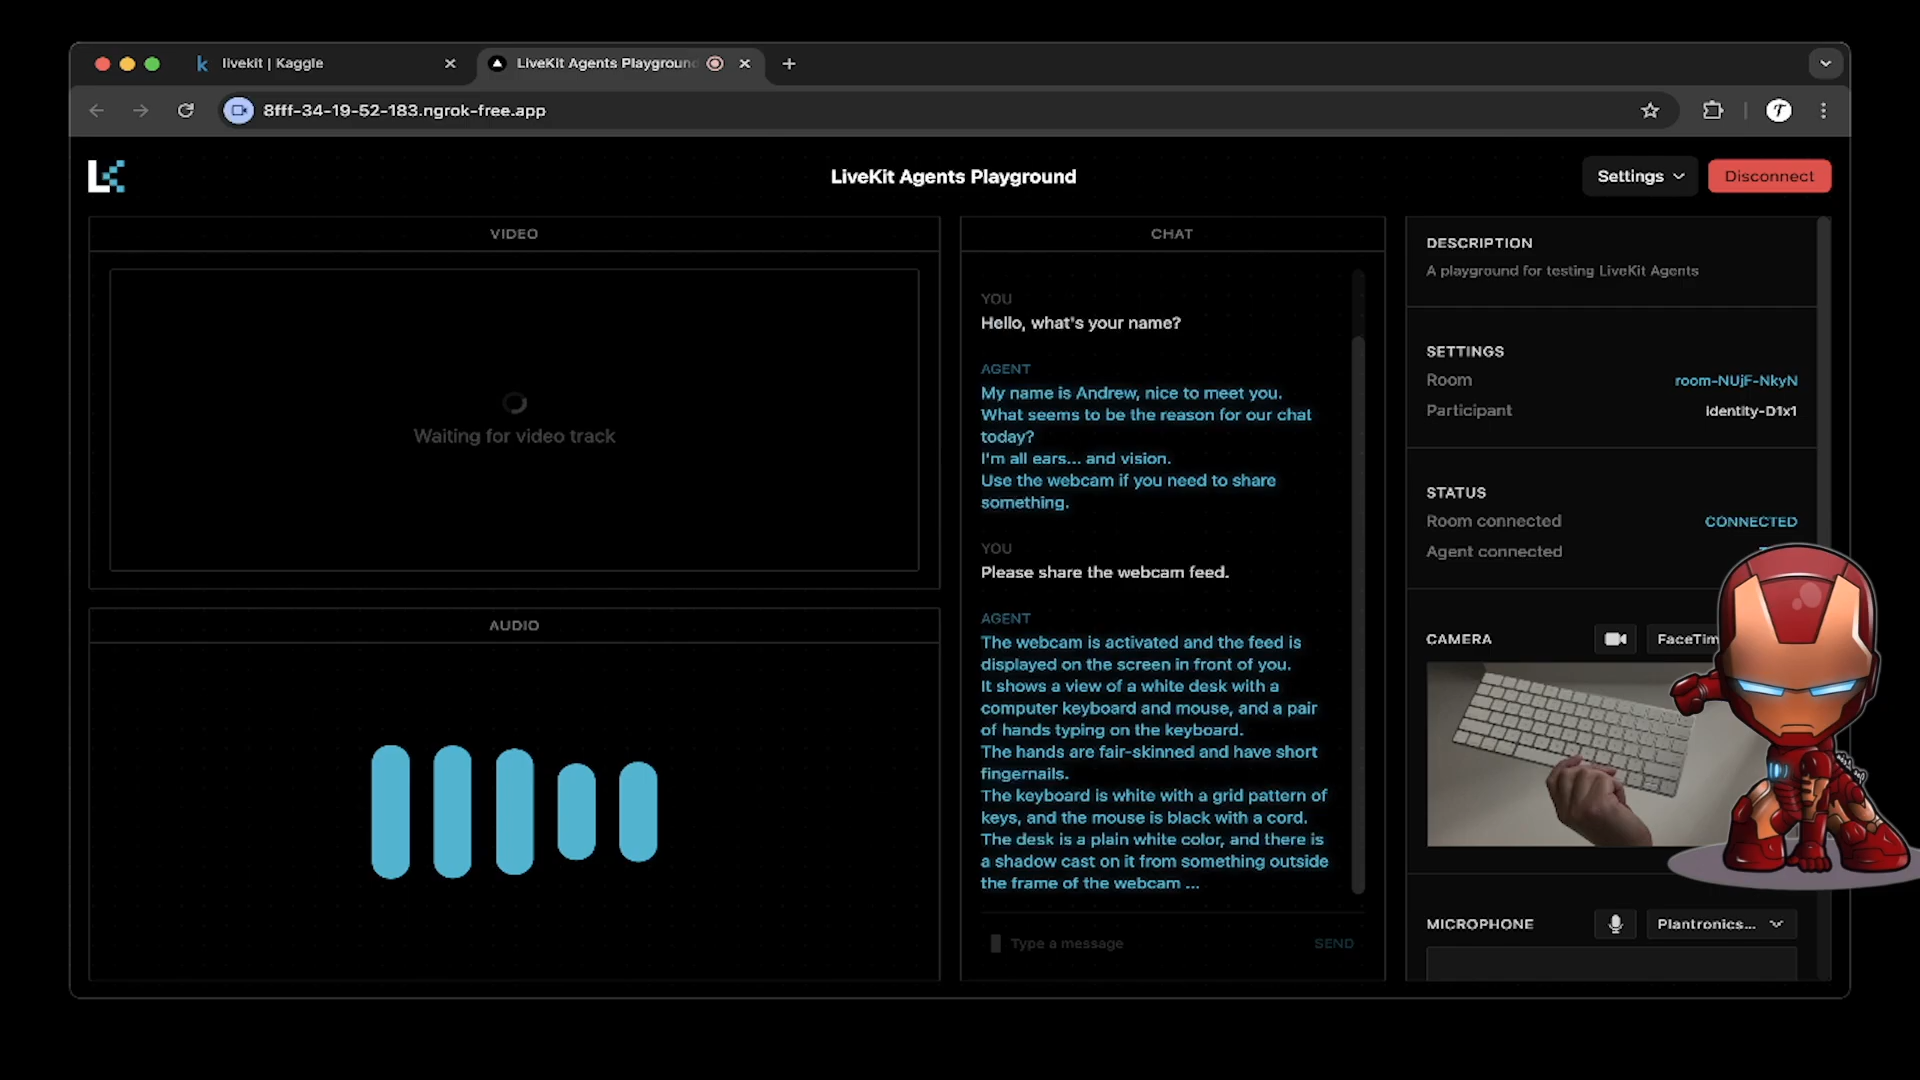 livekit | Kaggle
LiveKit Agents Playground
8fff-34-19-52-183.ngrok-free.app
LiveKit Agents Playground
Settings
Disconnect
VIDEO
Waiting for video track
AUDIO
CHAT
YOU
Hello, what's your name?
AGENT
My name is Andrew, nice to meet you.
What seems to be the reason for our chat
today?
I'm all ears... and vision.
Use the webcam if you need to share
something.
YOU
Please share the webcam feed.
AGENT
The webcam is activated and the feed is
displayed on the screen in front of you.
It shows a view of a white desk with a
computer keyboard and mouse, and a pair
of hands typing on the keyboard.
The hands are fair-skinned and have short
fingernails.
The keyboard is white with a grid pattern of
keys, and the mouse is black with a cord.
The desk is a plain white color, and there is
a shadow cast on it from something outside
the frame of the webcam ...
Type a message
SEND
DESCRIPTION
A playground for testing LiveKit Agents
SETTINGS
Room
room-NUjF-NkyN
Participant
identity-D1x1
STATUS
Room connected
CONNECTED
Agent connected
CAMERA
FaceTim
MICROPHONE
Plantronics...